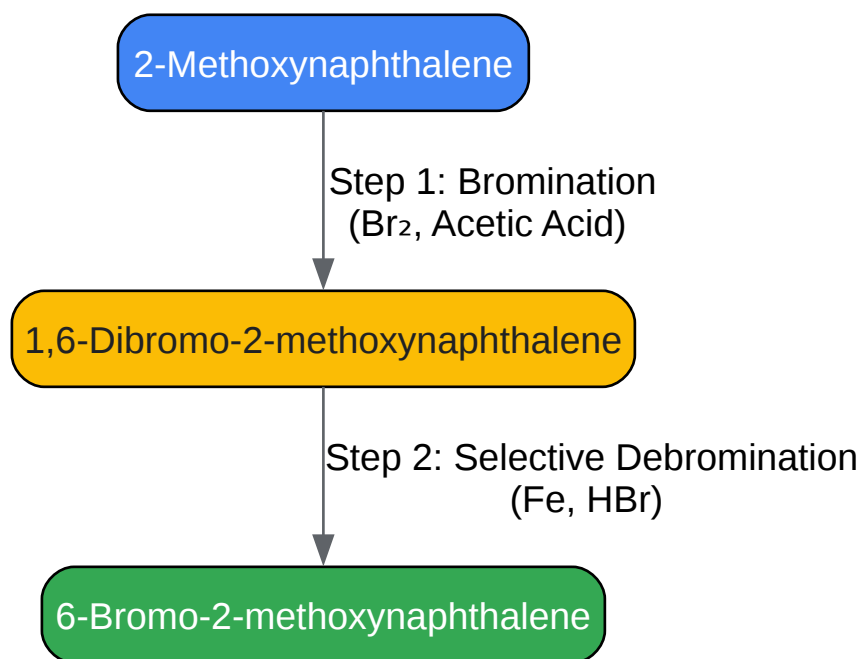 2-Methoxynaphthalene
Step 1: Bromination
(Br₂, Acetic Acid)
1,6-Dibromo-2-methoxynaphthalene
Step 2: Selective Debromination
(Fe, HBr)
6-Bromo-2-methoxynaphthalene